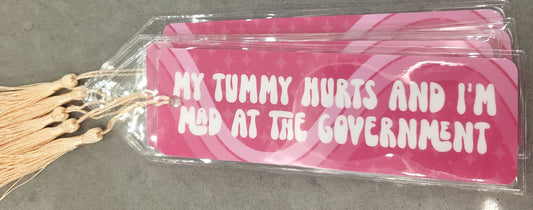 MY TUMMY HURTS AND I'M
MAD AT THE GOVERNMENT